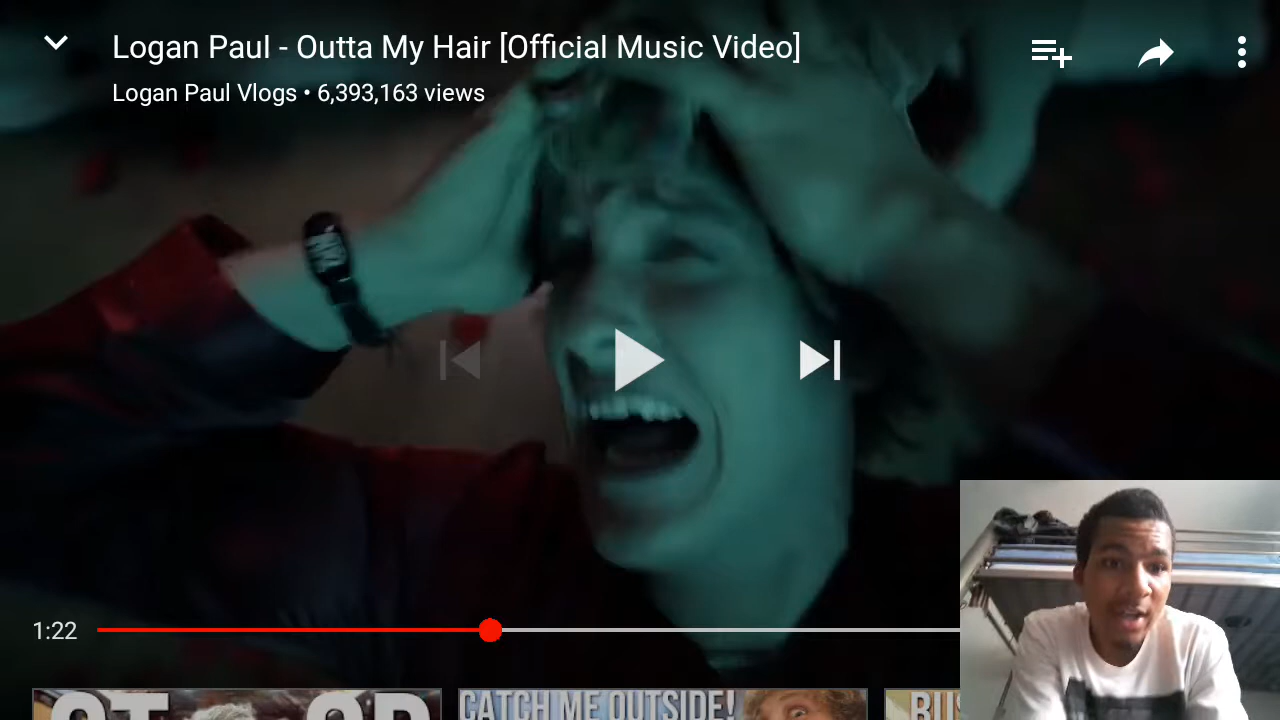 Logan Paul - Outta My Hair [Official Music Video]
Logan Paul Vlogs • 6,393,163 views
1:22
CATCH ME OUTSIDE!